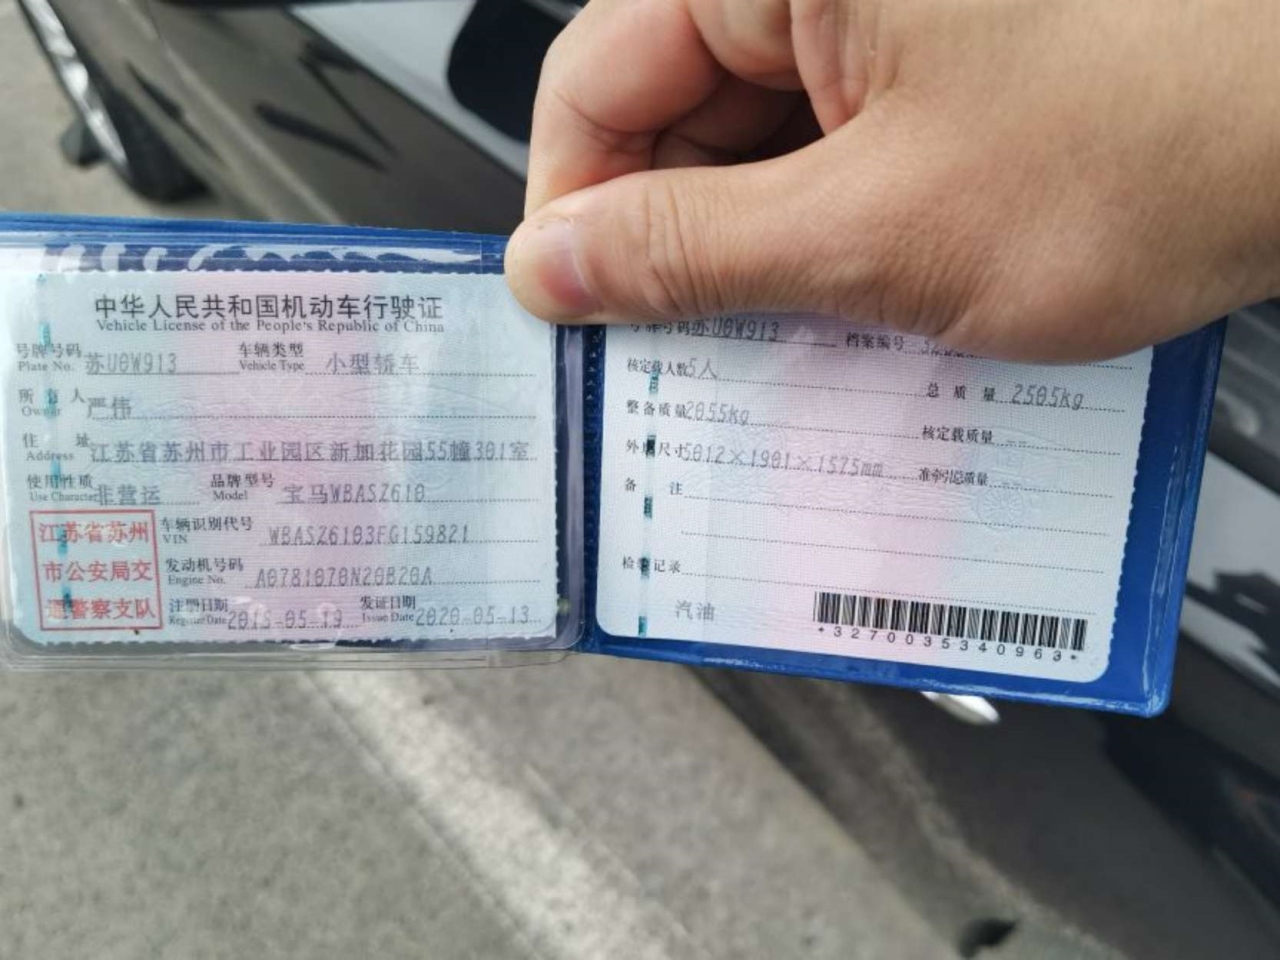 中华人民共和国机动车行驶证
Vehicle License of the People's Republic of China
号牌号码 苏U0W913 车辆类型 小型轿车
Plate No. Vehicle Type
所有人 严伟
Owner
住址 江苏省苏州市工业园区新加花园55幢301室
Address
使用性质 非营运 品牌型号 宝马WBASZ610
Use Character Model
江苏省苏州
市公安局交
通警察支队
车辆识别代号 WBASZ6103FG159821
VIN
发动机号码 A0781070N20B20A
Engine No.
注册日期 2015-05-19 发证日期 2020-05-13
Register Date Issue Date
号牌号码 苏U0W913 档案编号
核定载人数 5人 总质量 2505kg
整备质量 2055kg 核定载质量 --
外廓尺寸 5012×1901×1575mm 准牵引总质量 --
备注
检验记录
汽油
*3270035340963*